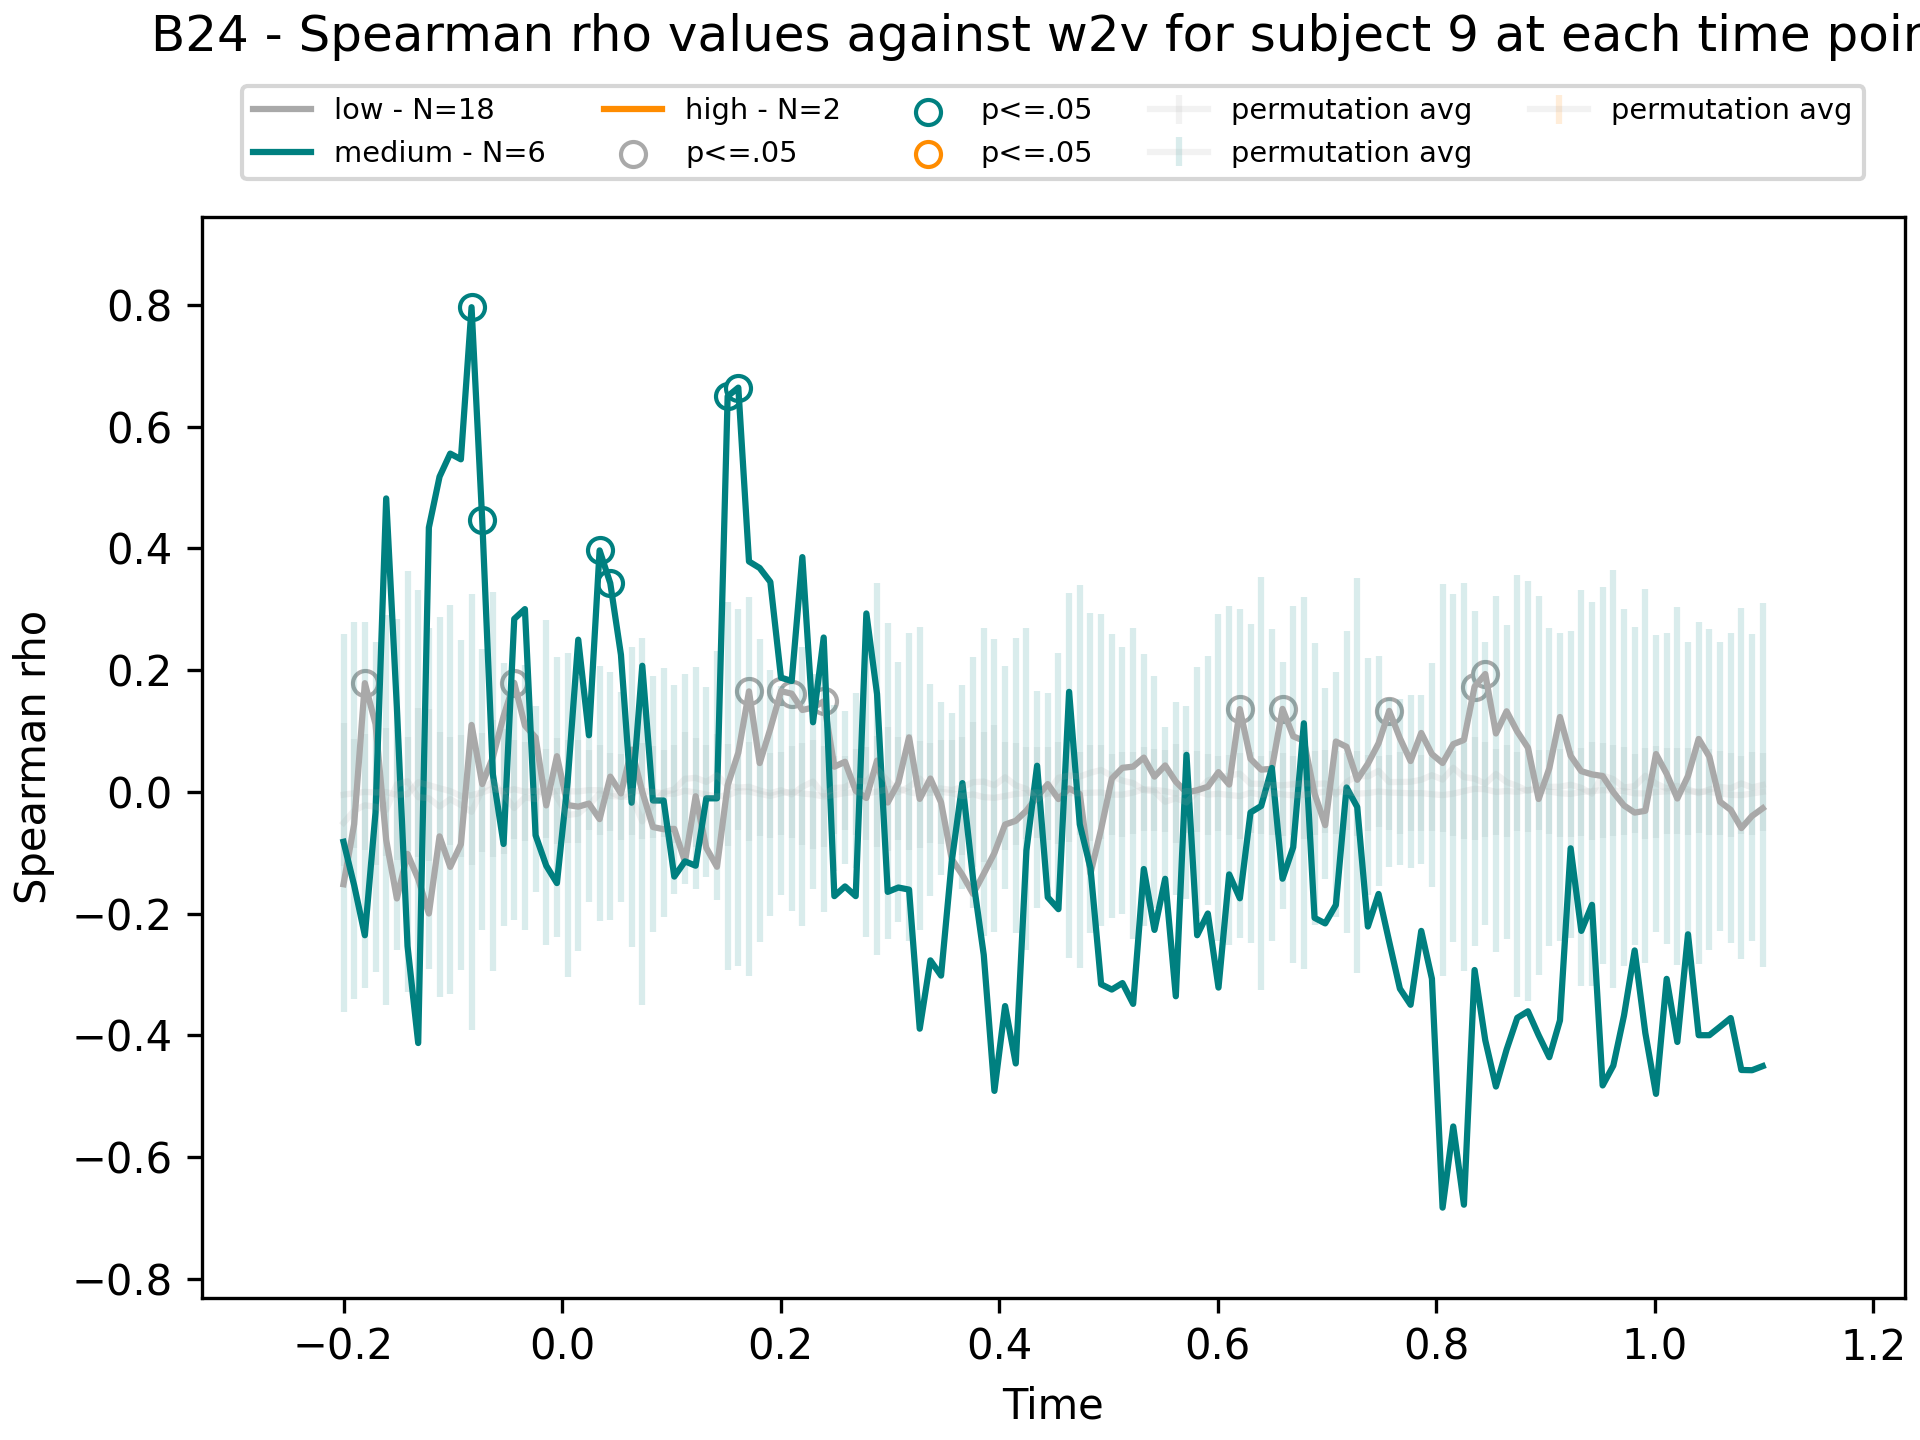 B24 - Spearman rho values against w2v for subject 9 at each time poin
low - N=18
medium - N=6
high - N=2
p<=.05
p<=.05
p<=.05
permutation avg
permutation avg
permutation avg
0.8
0.6
0.4
0.2
0.0
−0.2
−0.4
−0.6
−0.8
Spearman rho
−0.2 0.0 0.2 0.4 0.6 0.8 1.0 1.2
Time